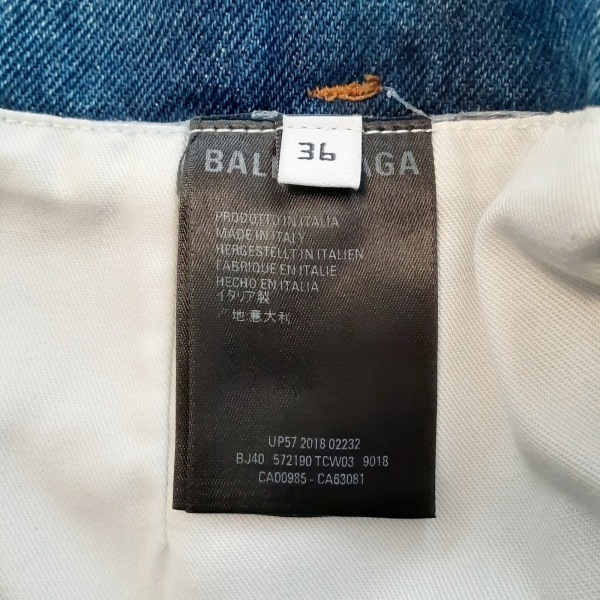 36
BAL AGA
PRODOTTO IN ITALIA
MADE IN ITALY
HERGESTELLT IN ITALIEN
FABRIQUE EN ITALIE
HECHO EN ITALIA
イタリア製
产地:意大利
UP57 2018 02232
BJ40 572190 TCW03 9018
CA00985 - CA63081